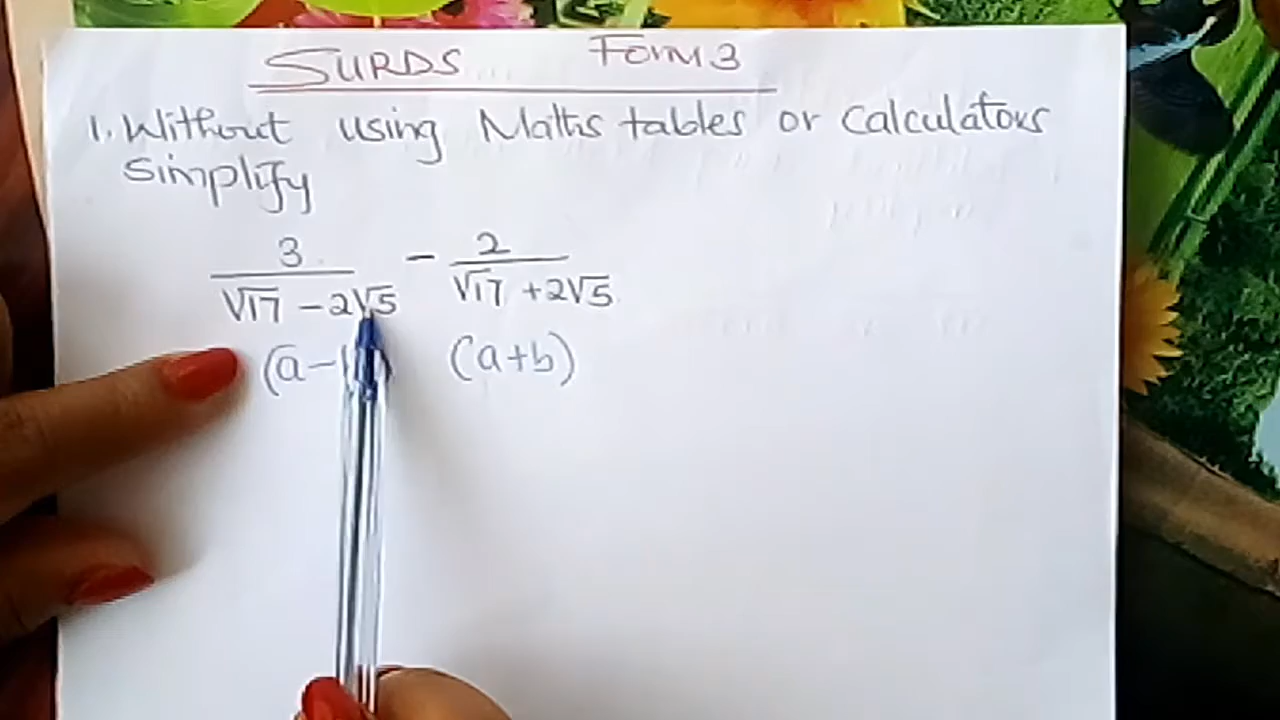 SURDS Form 3
1. Without using Maths tables or Calculators
Simplify
3/(√17 - 2√5) - 2/(√17 + 2√5)
(a - (a+b)